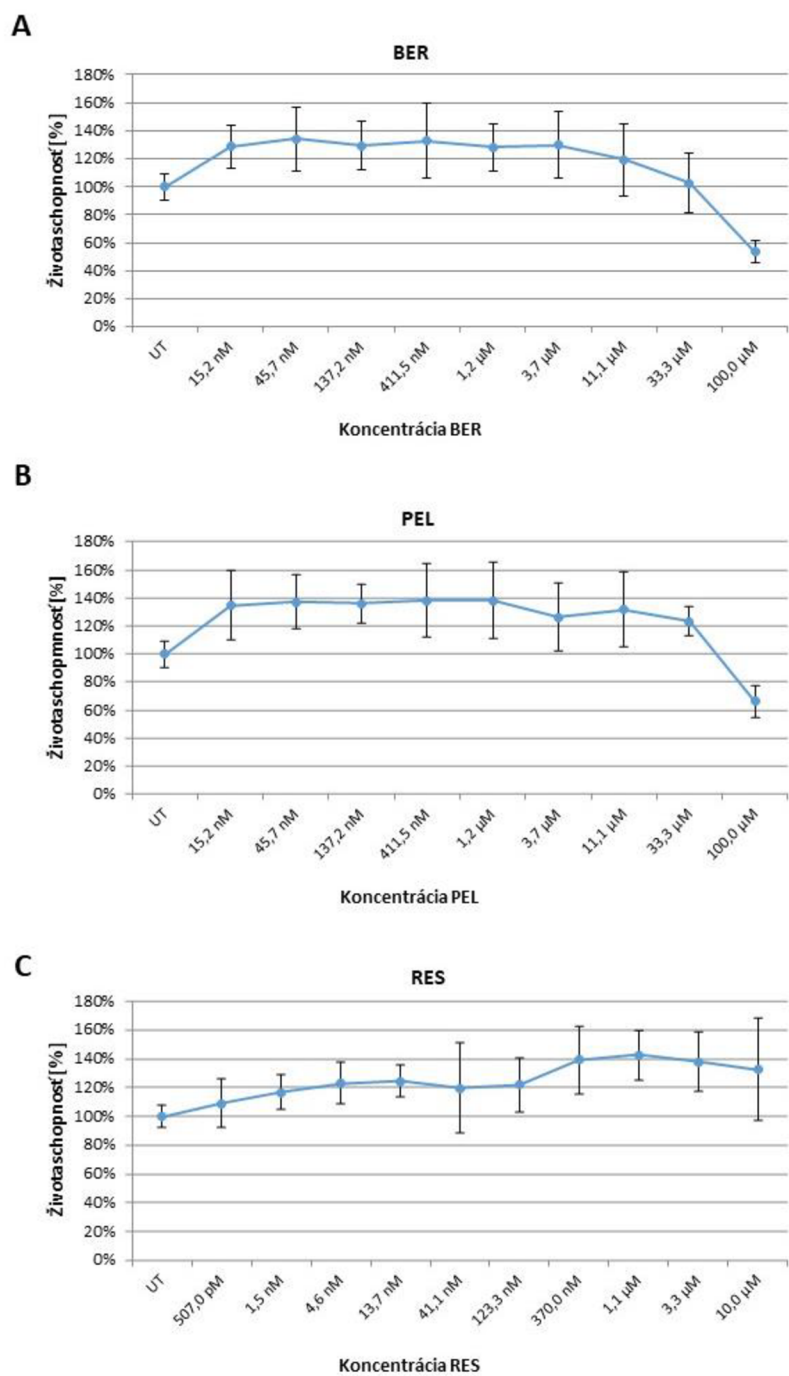 A
BER
Životaschopnosť [%]
180%
160%
140%
120%
100%
80%
60%
40%
20%
0%
UT
15,2 nM
45,7 nM
137,2 nM
411,5 nM
1,2 µM
3,7 µM
11,1 µM
33,3 µM
100,0 µM
Koncentrácia BER
B
PEL
Životaschopmnosť [%]
180%
160%
140%
120%
100%
80%
60%
40%
20%
0%
UT
15,2 nM
45,7 nM
137,2 nM
411,5 nM
1,2 µM
3,7 µM
11,1 µM
33,3 µM
100,0 µM
Koncentrácia PEL
C
RES
Životaschopnosť [%]
180%
160%
140%
120%
100%
80%
60%
40%
20%
0%
UT
507,0 pM
1,5 nM
4,6 nM
13,7 nM
41,1 nM
123,3 nM
370,0 nM
1,1 µM
3,3 µM
10,0 µM
Koncentrácia RES